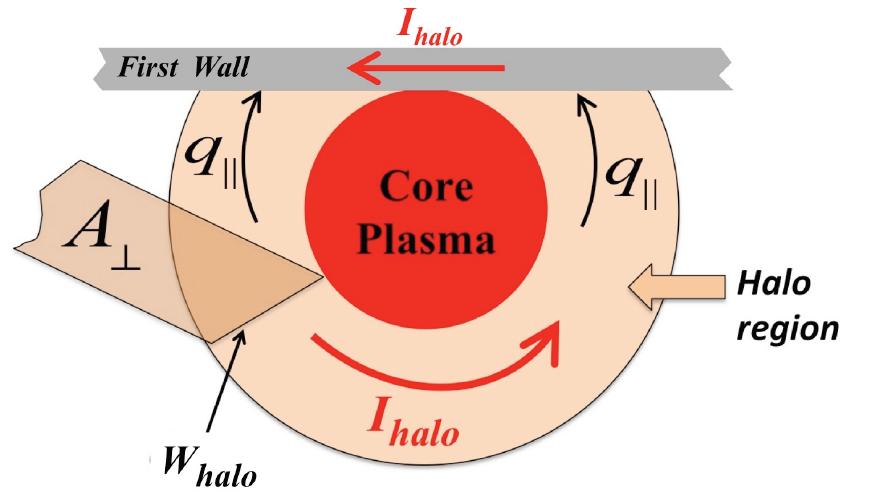 I_halo
First Wall
q_||
q_||
Core
Plasma
A_⊥
Halo
region
I_halo
W_halo